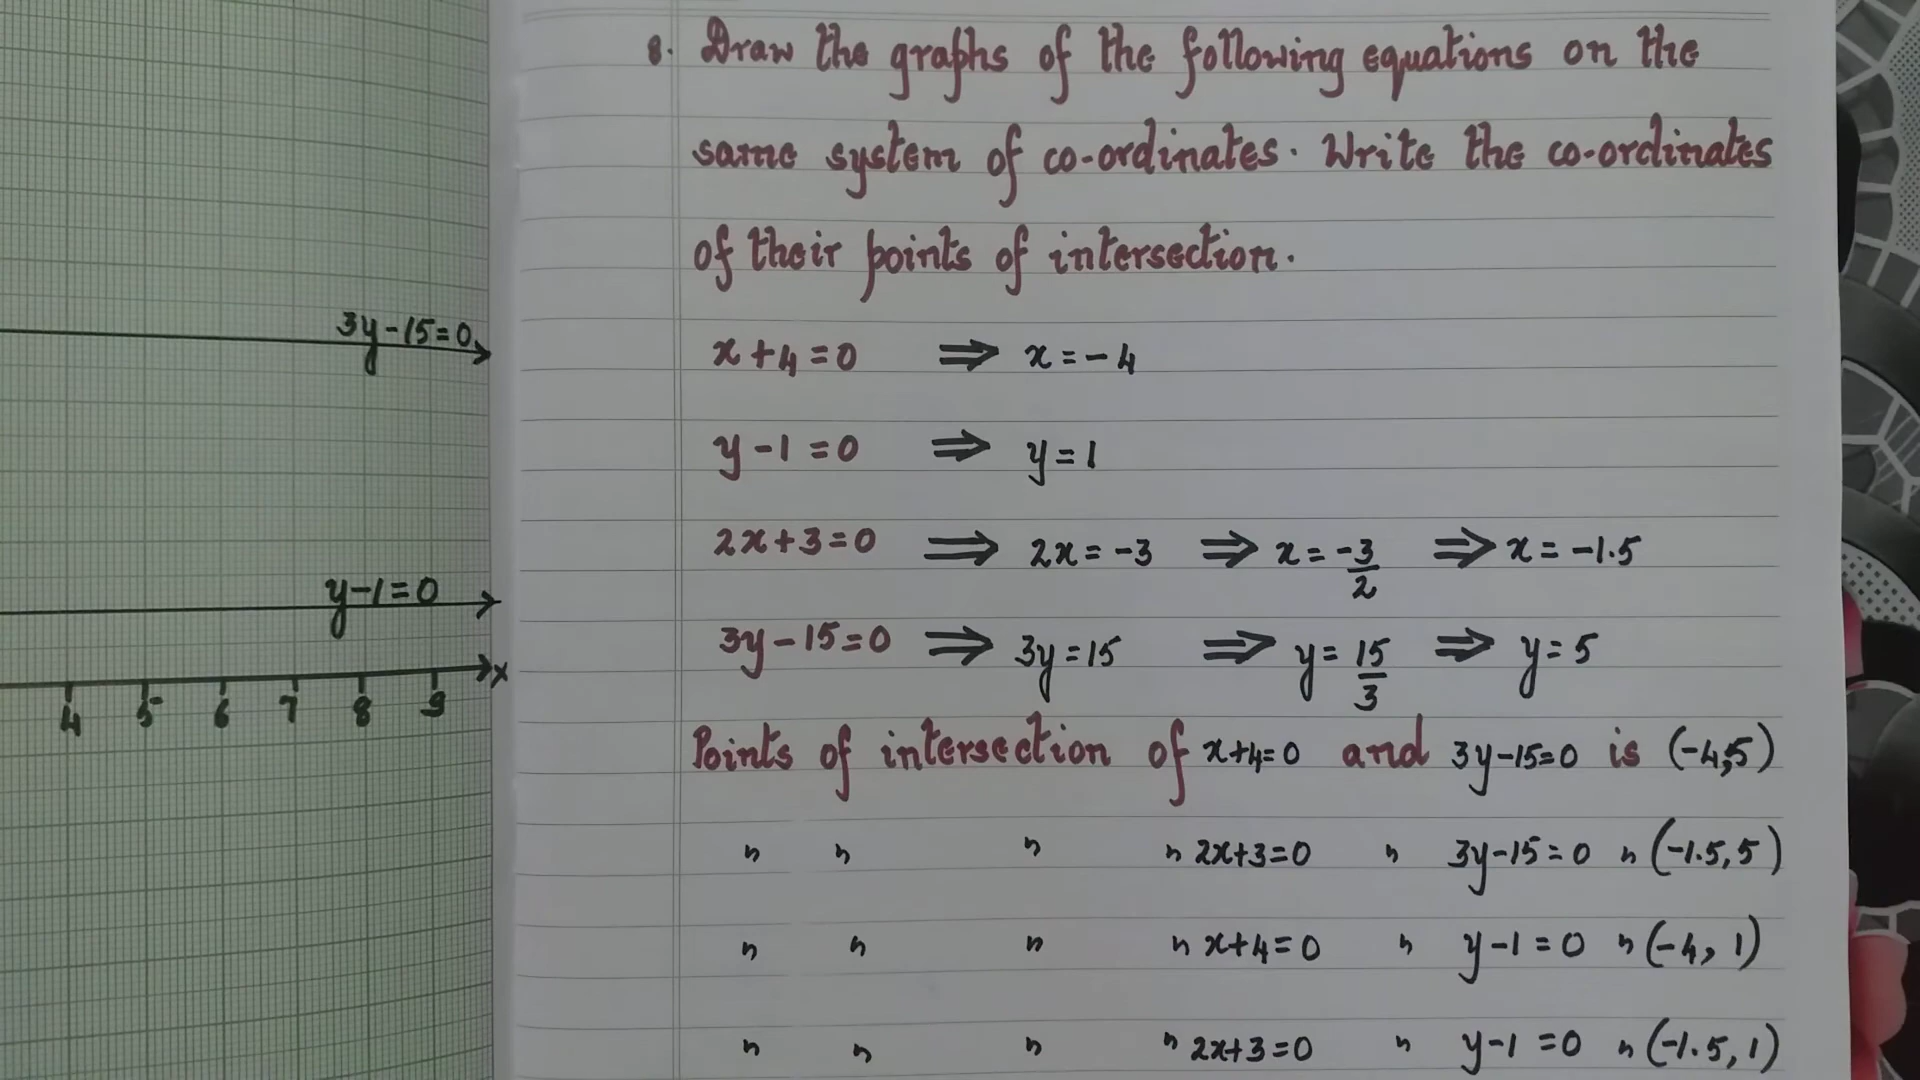 3y-15=0
y-1=0
x
4 5 6 7 8 9
8. Draw the graphs of the following equations on the
same system of co-ordinates. Write the co-ordinates
of their points of intersection.
x+4=0 ⇒ x=-4
y-1=0 ⇒ y=1
2x+3=0 ⇒ 2x=-3 ⇒ x=-3/2 ⇒ x=-1.5
3y-15=0 ⇒ 3y=15 ⇒ y=15/3 ⇒ y=5
Points of intersection of x+4=0 and 3y-15=0 is (-4,5)
" " " " 2x+3=0 " 3y-15=0 " (-1.5,5)
" " " " x+4=0 " y-1=0 " (-4, 1)
" " " " 2x+3=0 " y-1=0 " (-1.5, 1)